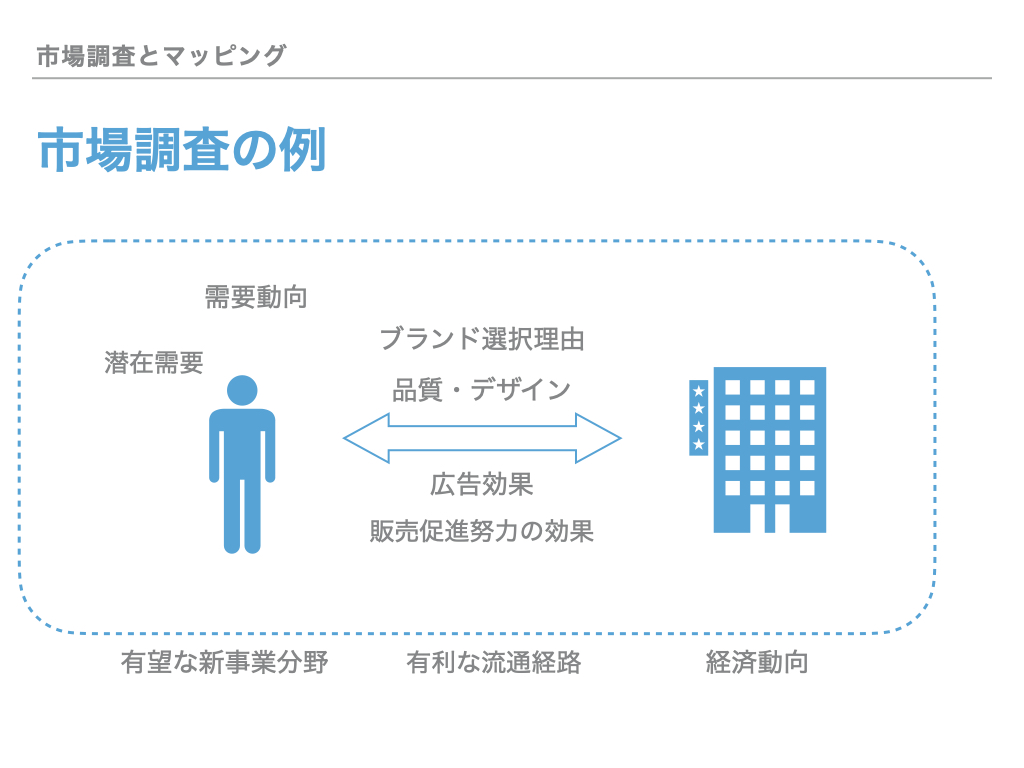 市場調査とマッピング
市場調査の例
需要動向
潜在需要
ブランド選択理由
品質・デザイン
広告効果
販売促進努力の効果
有望な新事業分野
有利な流通経路
経済動向